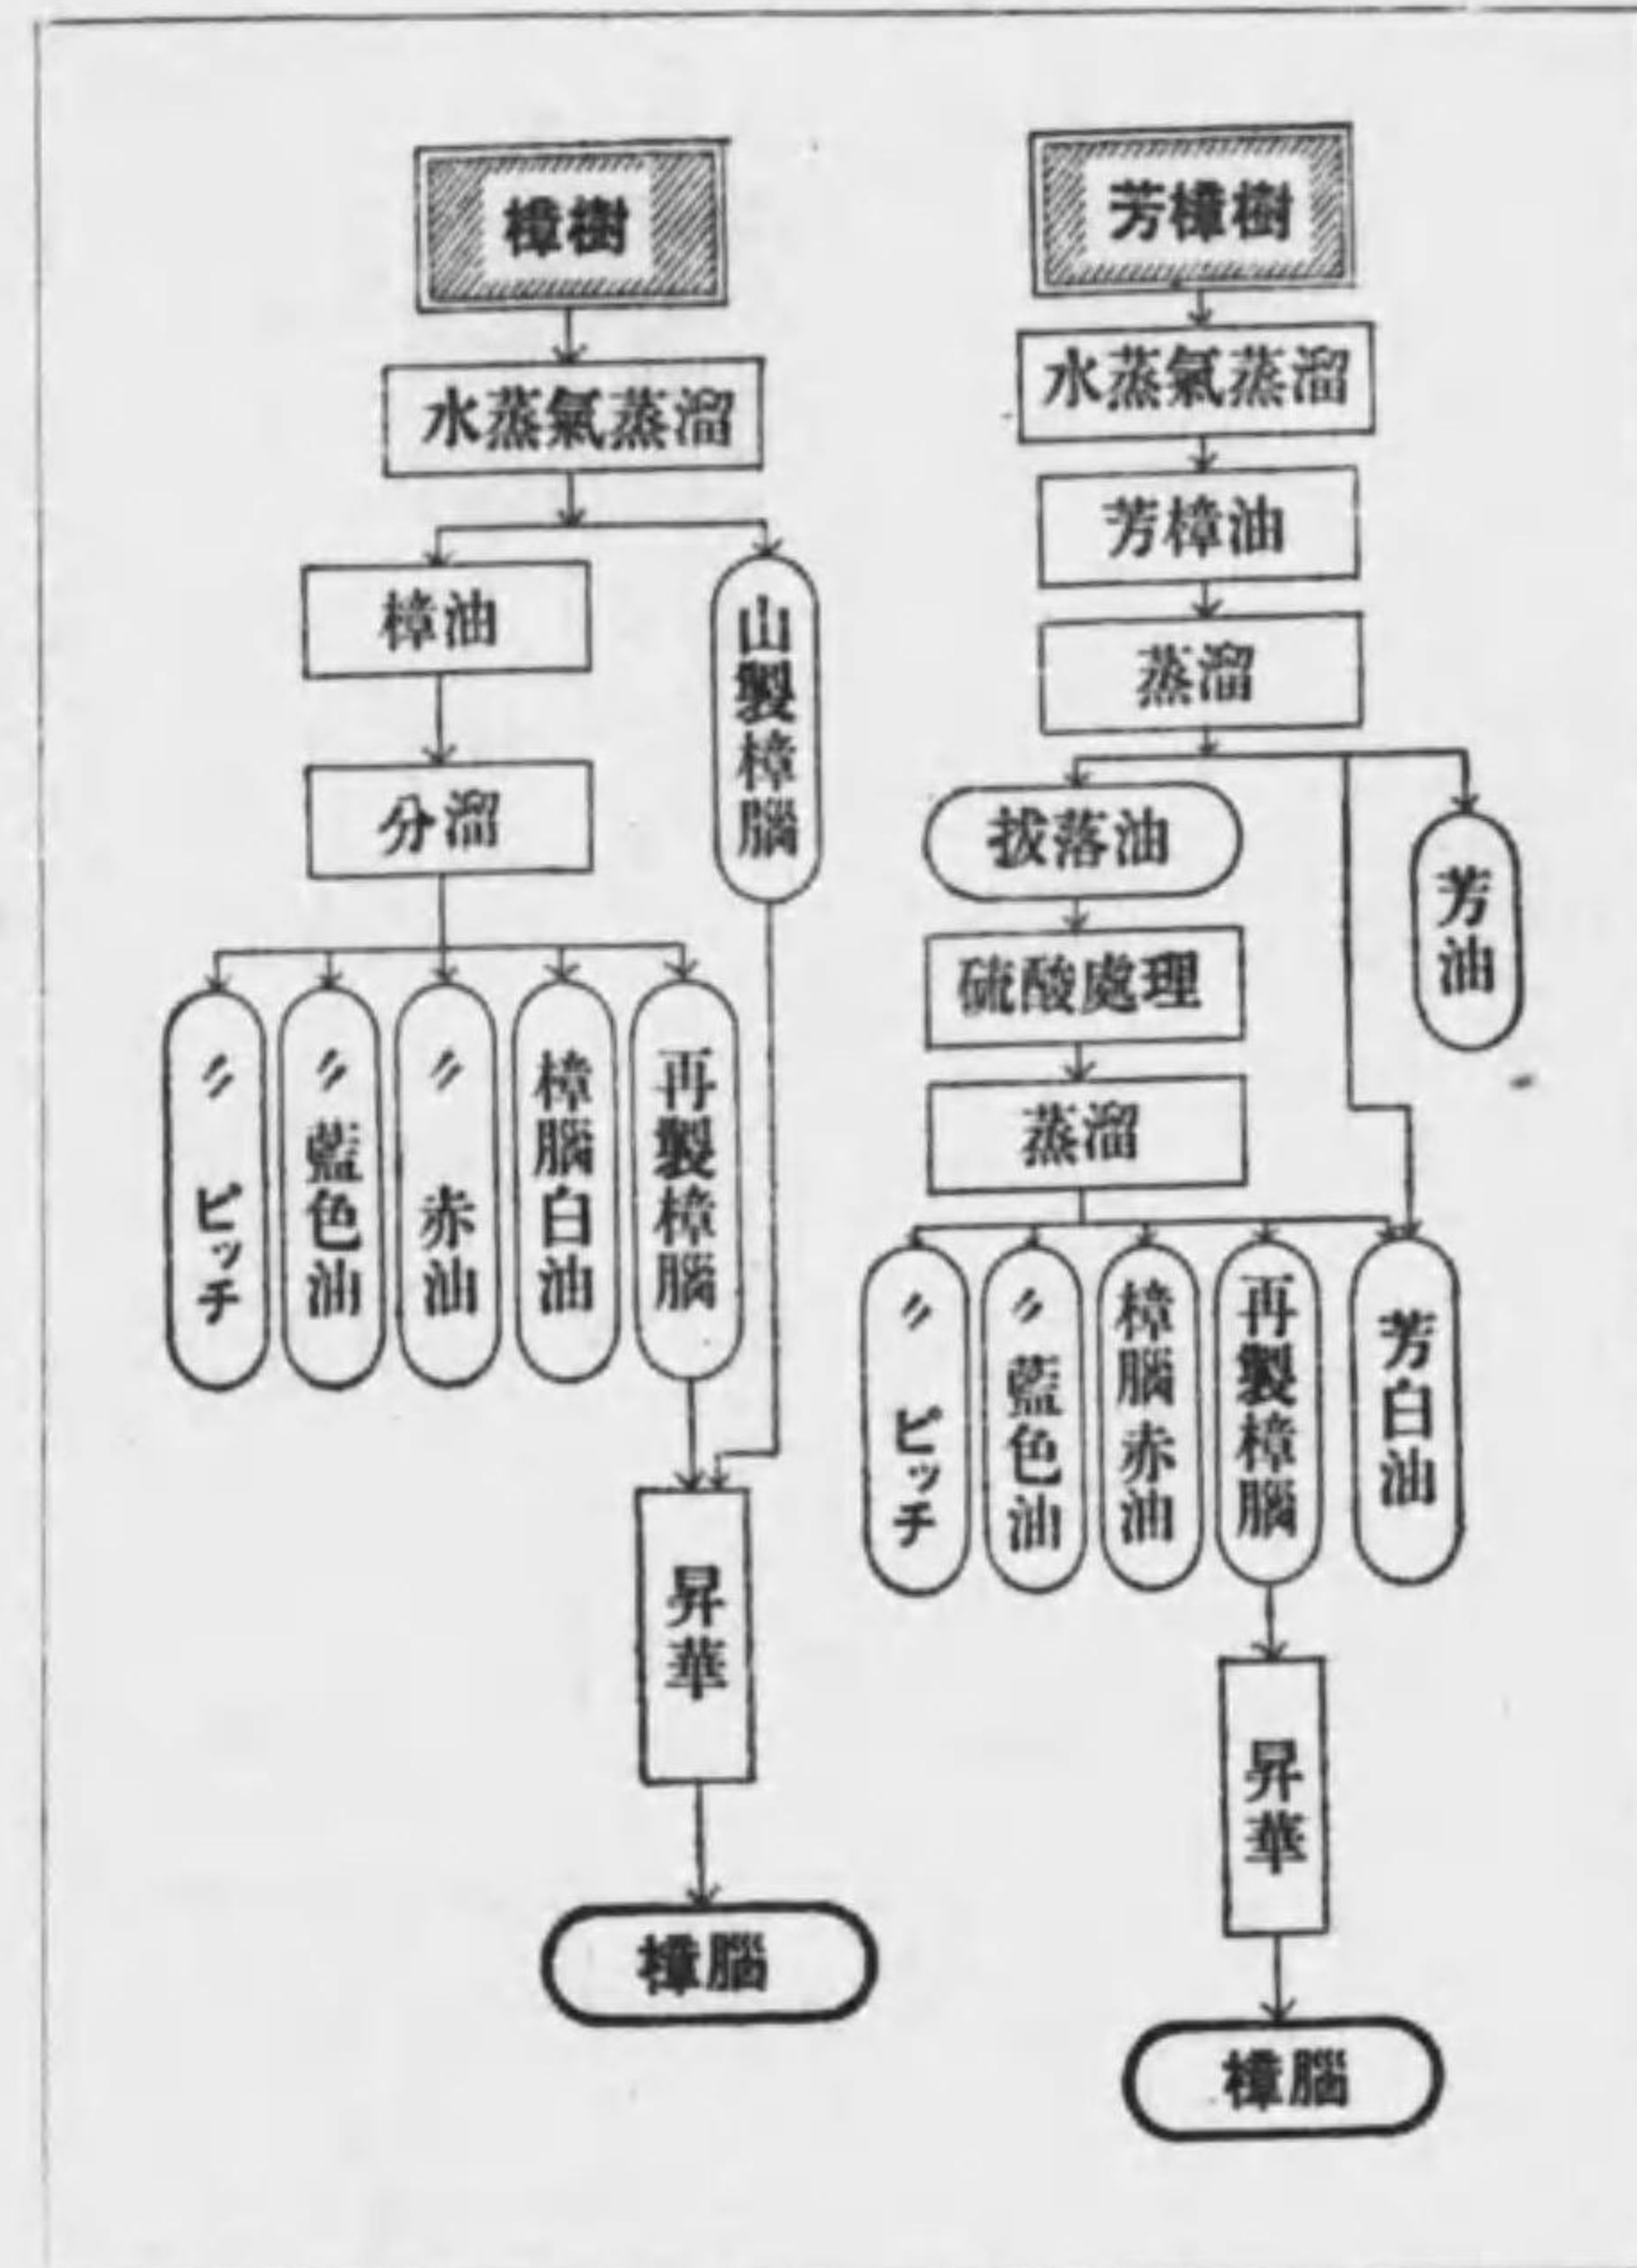 樟樹
水蒸氣蒸溜
樟油
山製樟腦
分溜
再製樟腦
樟腦白油
〃赤油
〃藍色油
〃ピッチ
昇華
樟腦
芳樟樹
水蒸氣蒸溜
芳樟油
蒸溜
芳油
拔落油
硫酸處理
蒸溜
芳白油
再製樟腦
樟腦赤油
〃藍色油
〃ピッチ
昇華
樟腦